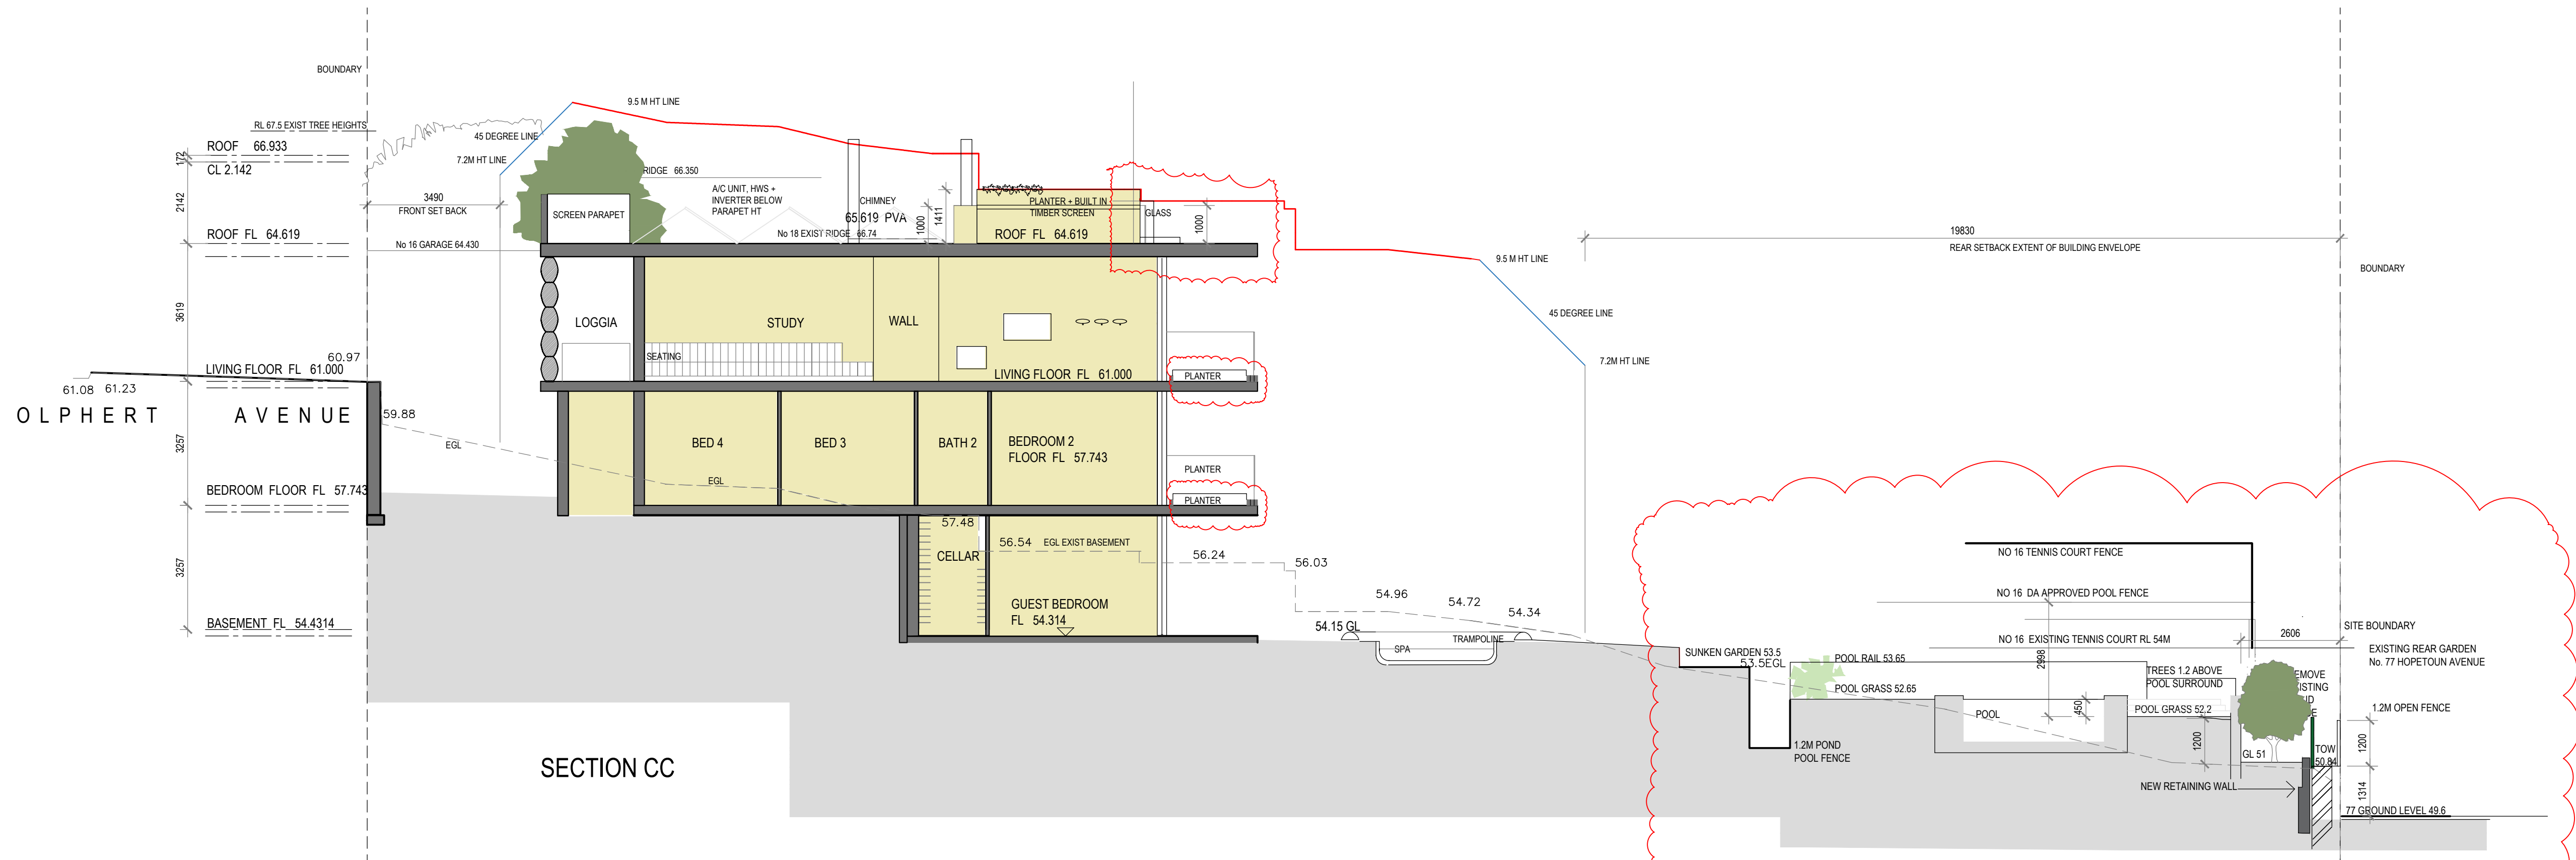 BOUNDARY
9.5 M HT LINE
RL 67.5 EXIST TREE HEIGHTS
45 DEGREE LINE
ROOF 66.933
172
7.2M HT LINE
CL 2.142
RIDGE 66.350
A/C UNIT, HWS +
INVERTER BELOW
PARAPET HT
3490
FRONT SET BACK
2142
SCREEN PARAPET
CHIMNEY
65.619 PVA
1000
1411
PLANTER + BUILT IN
TIMBER SCREEN
GLASS
1000
ROOF FL 64.619
No 16 GARAGE 64.430
No 18 EXIST RIDGE 66.74
ROOF FL 64.619
19830
REAR SETBACK EXTENT OF BUILDING ENVELOPE
9.5 M HT LINE
BOUNDARY
3619
LOGGIA
STUDY
WALL
45 DEGREE LINE
60.97
SEATING
7.2M HT LINE
LIVING FLOOR FL 61.000
LIVING FLOOR FL 61.000
PLANTER
61.08 61.23
OLPHERT AVENUE
59.88
EGL
3257
BED 4
BED 3
BATH 2
BEDROOM 2
FLOOR FL 57.743
PLANTER
EGL
BEDROOM FLOOR FL 57.743
PLANTER
57.48
56.54
EGL EXIST BASEMENT
56.24
56.03
CELLAR
3257
NO 16 TENNIS COURT FENCE
54.96
54.72
54.34
NO 16 DA APPROVED POOL FENCE
GUEST BEDROOM
FL 54.314
BASEMENT FL 54.4314
54.15 GL
TRAMPOLINE
SPA
NO 16 EXISTING TENNIS COURT RL 54M
2606
SITE BOUNDARY
EXISTING REAR GARDEN
No. 77 HOPETOUN AVENUE
SUNKEN GARDEN 53.5
53.5EGL
POOL RAIL 53.65
2998
TREES 1.2 ABOVE
POOL SURROUND
EMOVE
ISTING
POOL GRASS 52.65
450
POOL
POOL GRASS 52.2
1.2M OPEN FENCE
1200
1.2M POND
POOL FENCE
GL 51
TOW
50.84
1200
SECTION CC
NEW RETAINING WALL
1314
77 GROUND LEVEL 49.6